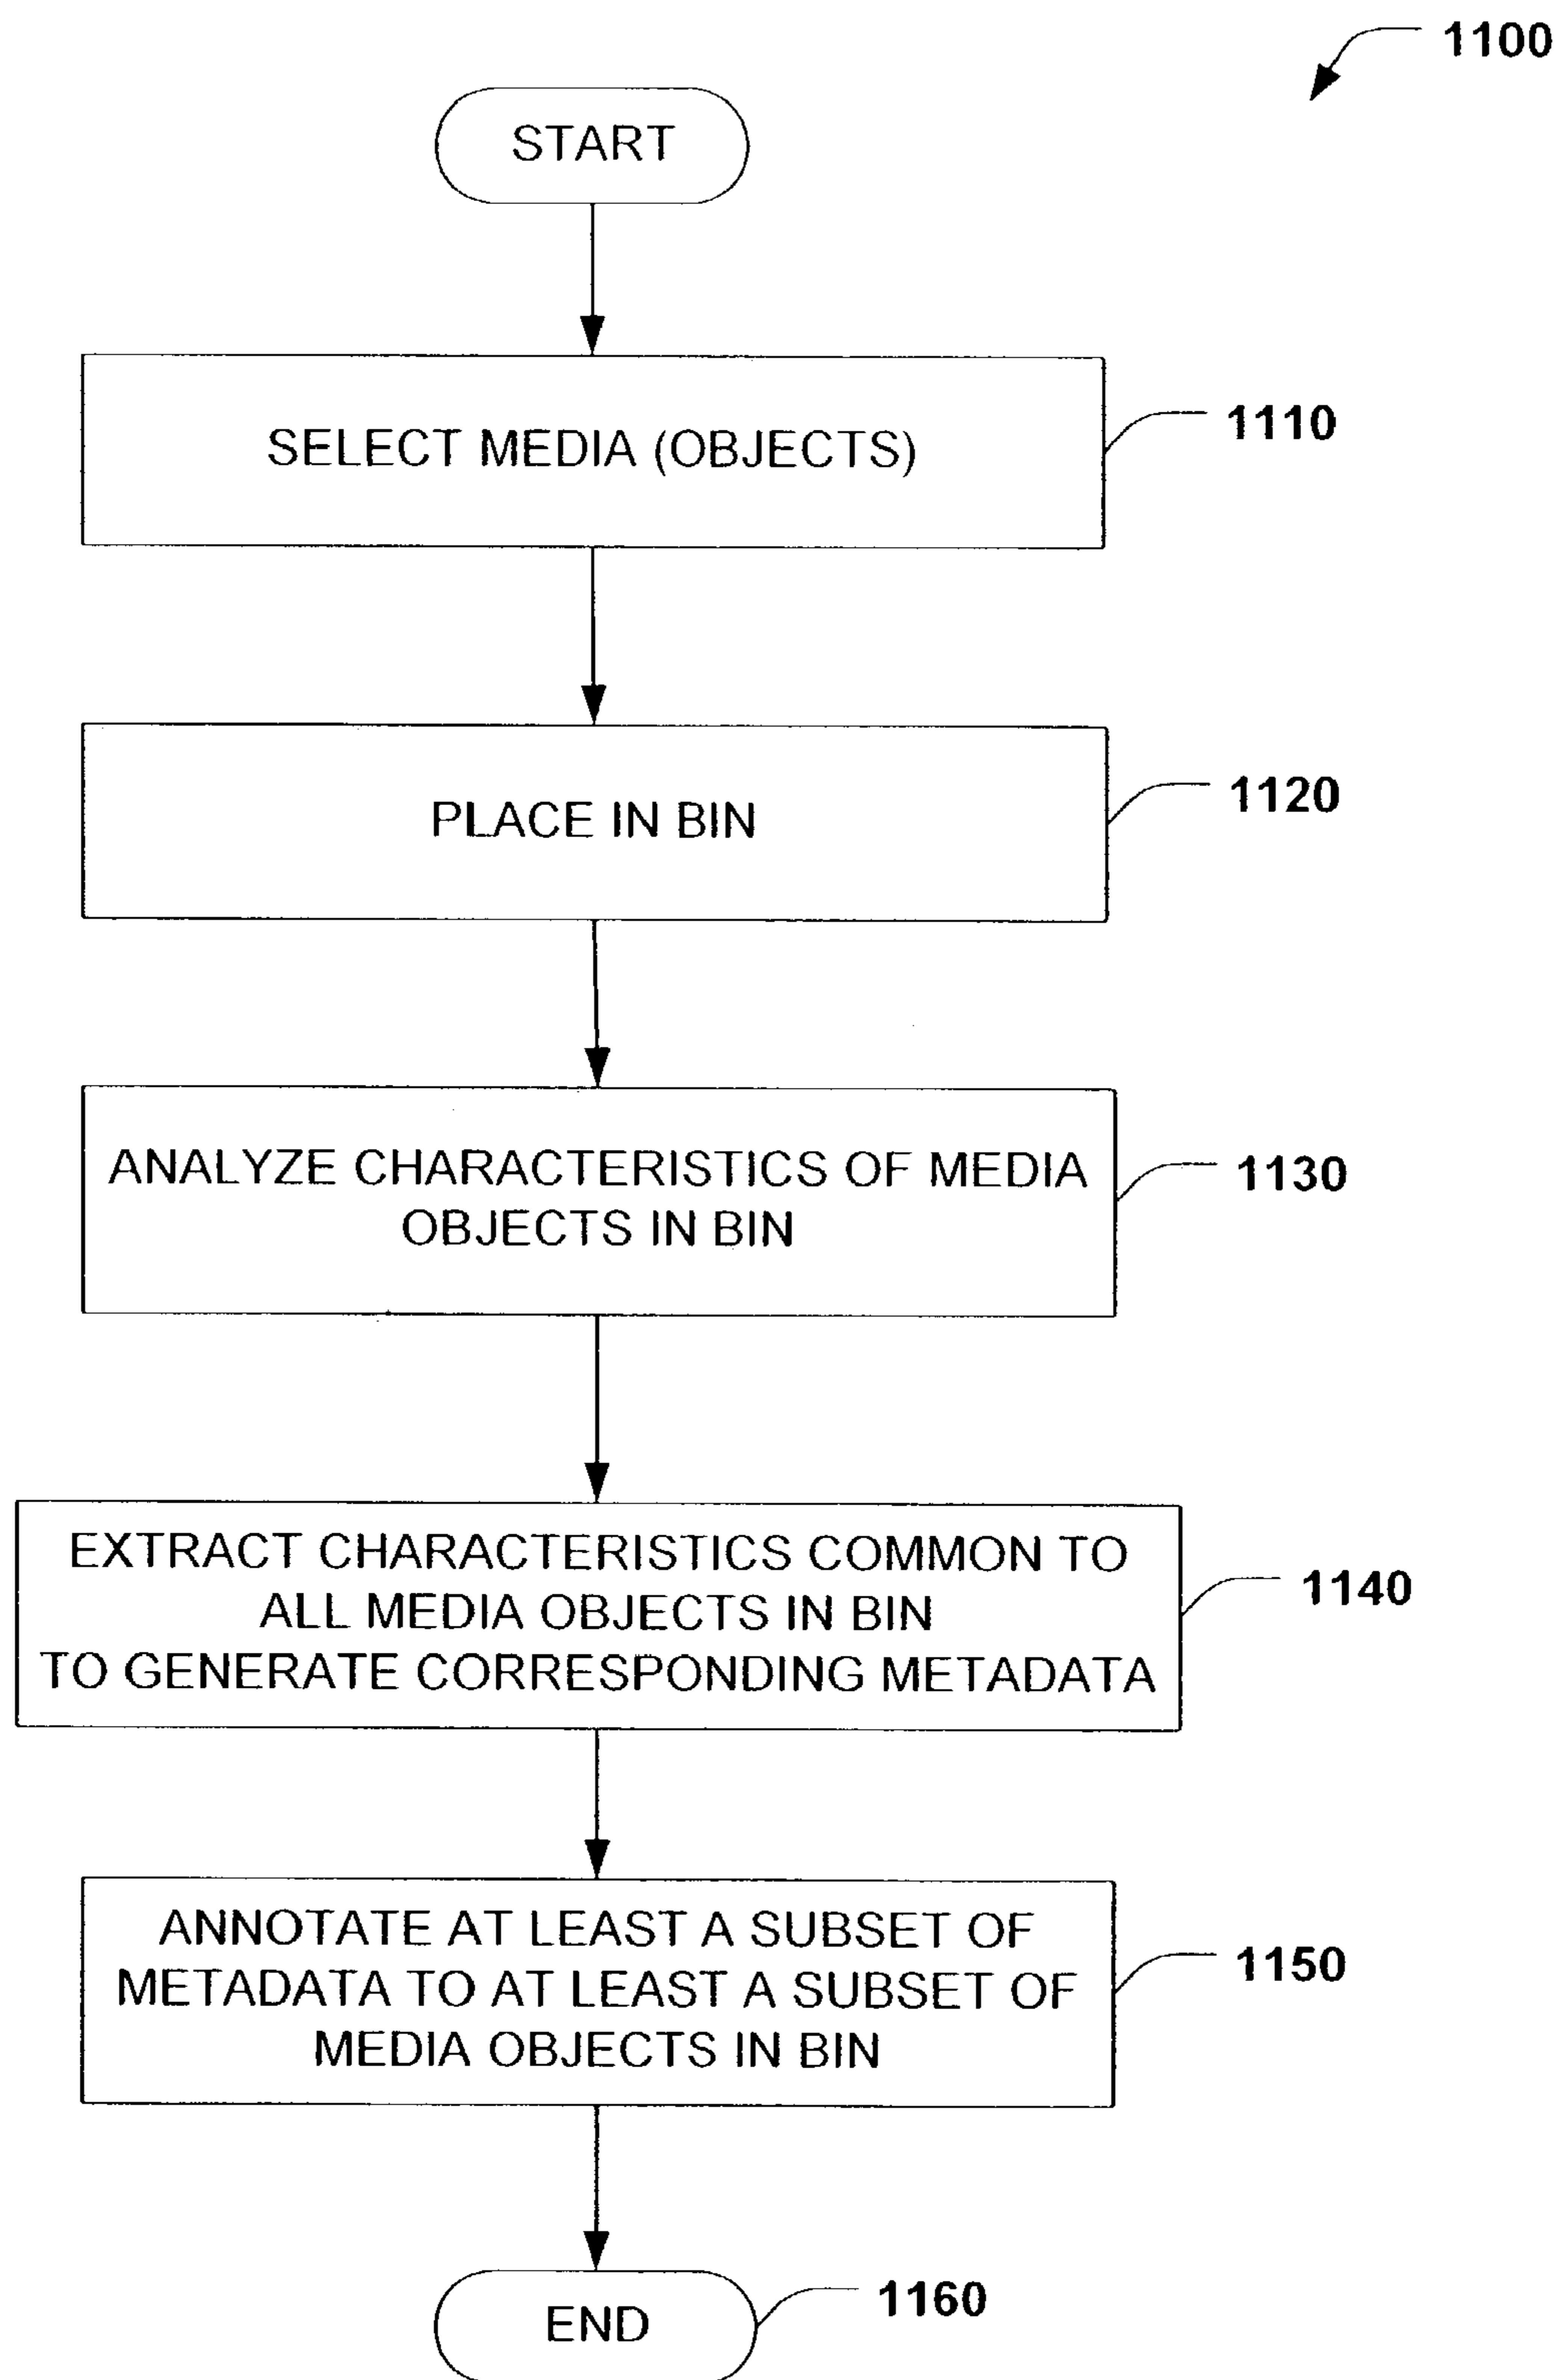 1100
START
SELECT MEDIA (OBJECTS)
1110
PLACE IN BIN
1120
ANALYZE CHARACTERISTICS OF MEDIA
OBJECTS IN BIN
1130
EXTRACT CHARACTERISTICS COMMON TO
ALL MEDIA OBJECTS IN BIN
TO GENERATE CORRESPONDING METADATA
1140
ANNOTATE AT LEAST A SUBSET OF
METADATA TO AT LEAST A SUBSET OF
MEDIA OBJECTS IN BIN
1150
END
1160